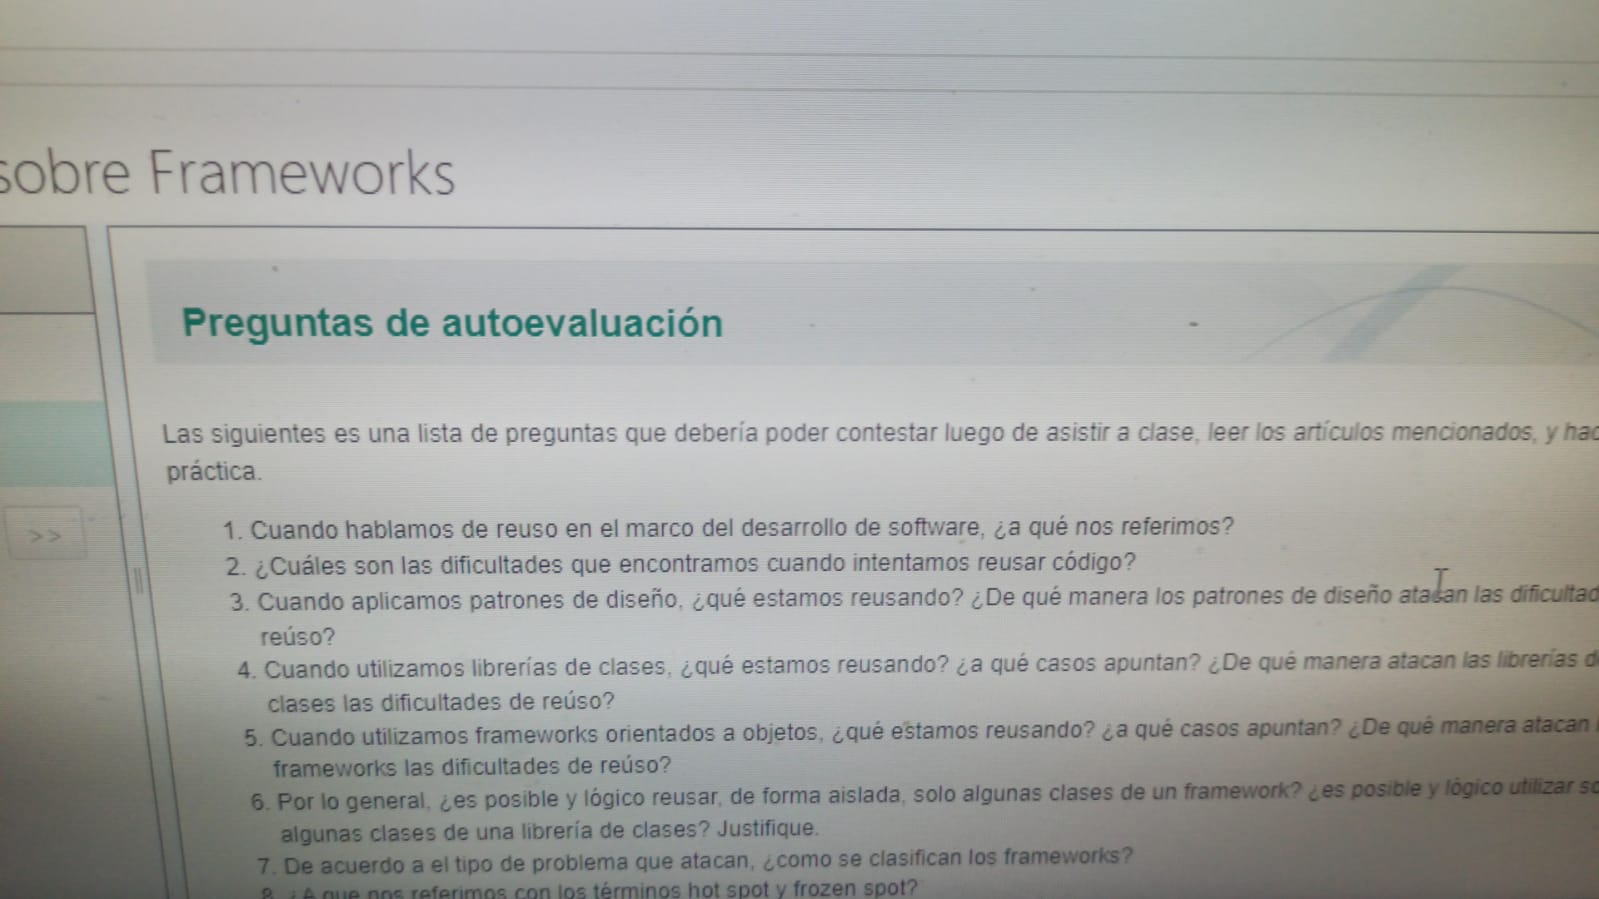 sobre Frameworks
Preguntas de autoevaluación
Las siguientes es una lista de preguntas que debería poder contestar luego de asistir a clase, leer los artículos mencionados, y hac
práctica.
>>
1. Cuando hablamos de reuso en el marco del desarrollo de software, ¿a qué nos referimos?
2. ¿Cuáles son las dificultades que encontramos cuando intentamos reusar código?
3. Cuando aplicamos patrones de diseño, ¿qué estamos reusando? ¿De qué manera los patrones de diseño atacan las dificultad
reúso?
4. Cuando utilizamos librerías de clases, ¿qué estamos reusando? ¿a qué casos apuntan? ¿De qué manera atacan las librerías d
clases las dificultades de reúso?
5. Cuando utilizamos frameworks orientados a objetos, ¿qué estamos reusando? ¿a qué casos apuntan? ¿De qué manera atacan
frameworks las dificultades de reúso?
6. Por lo general, ¿es posible y lógico reusar, de forma aislada, solo algunas clases de un framework? ¿es posible y lógico utilizar so
algunas clases de una librería de clases? Justifique.
7. De acuerdo a el tipo de problema que atacan, ¿como se clasifican los frameworks?
8. ¿A que nos referimos con los términos hot spot y frozen spot?